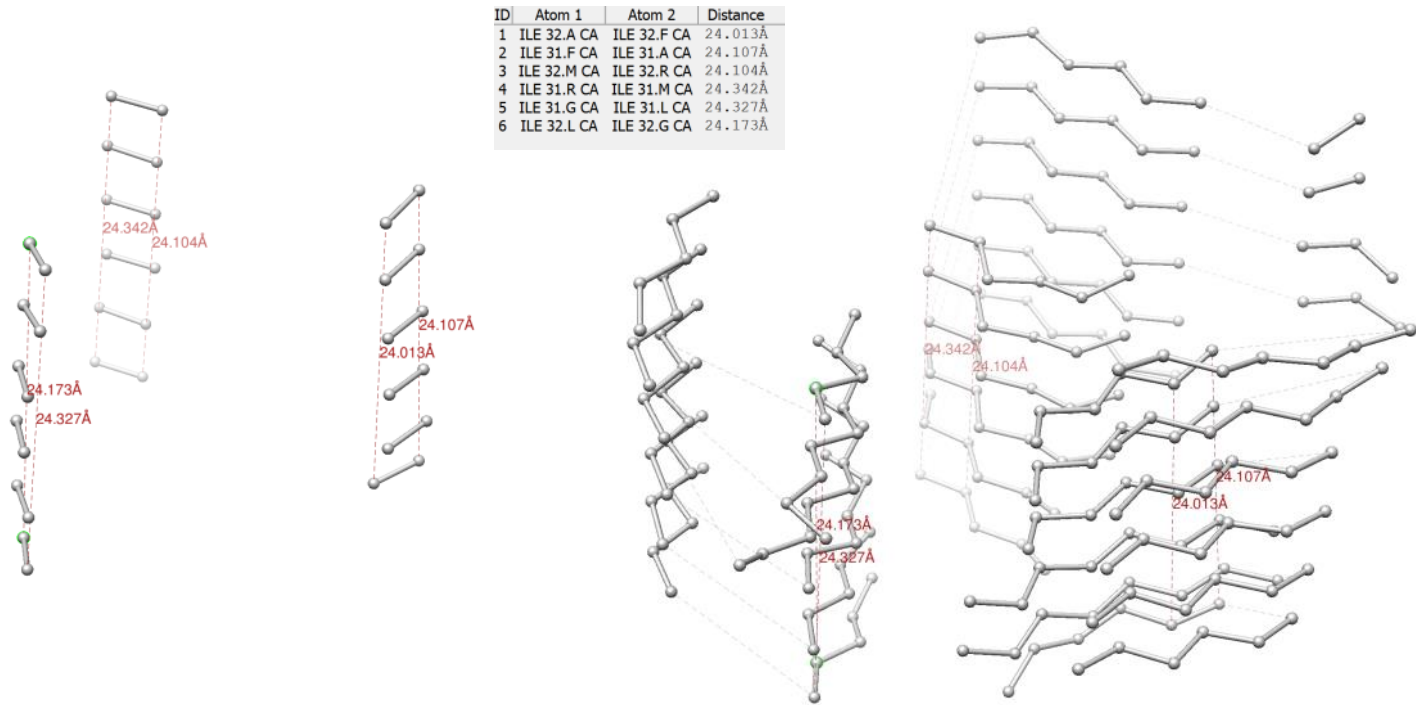 ID Atom 1 Atom 2 Distance
1 ILE 32.A CA ILE 32.F CA 24.013Å
2 ILE 31.F CA ILE 31.A CA 24.107Å
3 ILE 32.M CA ILE 32.R CA 24.104Å
4 ILE 31.R CA ILE 31.M CA 24.342Å
5 ILE 31.G CA ILE 31.L CA 24.327Å
6 ILE 32.L CA ILE 32.G CA 24.173Å
24.342Å
24.104Å
24.107Å
24.013Å
24.173Å
24.327Å
24.173Å
24.327Å
24.342Å
24.104Å
24.107Å
24.013Å